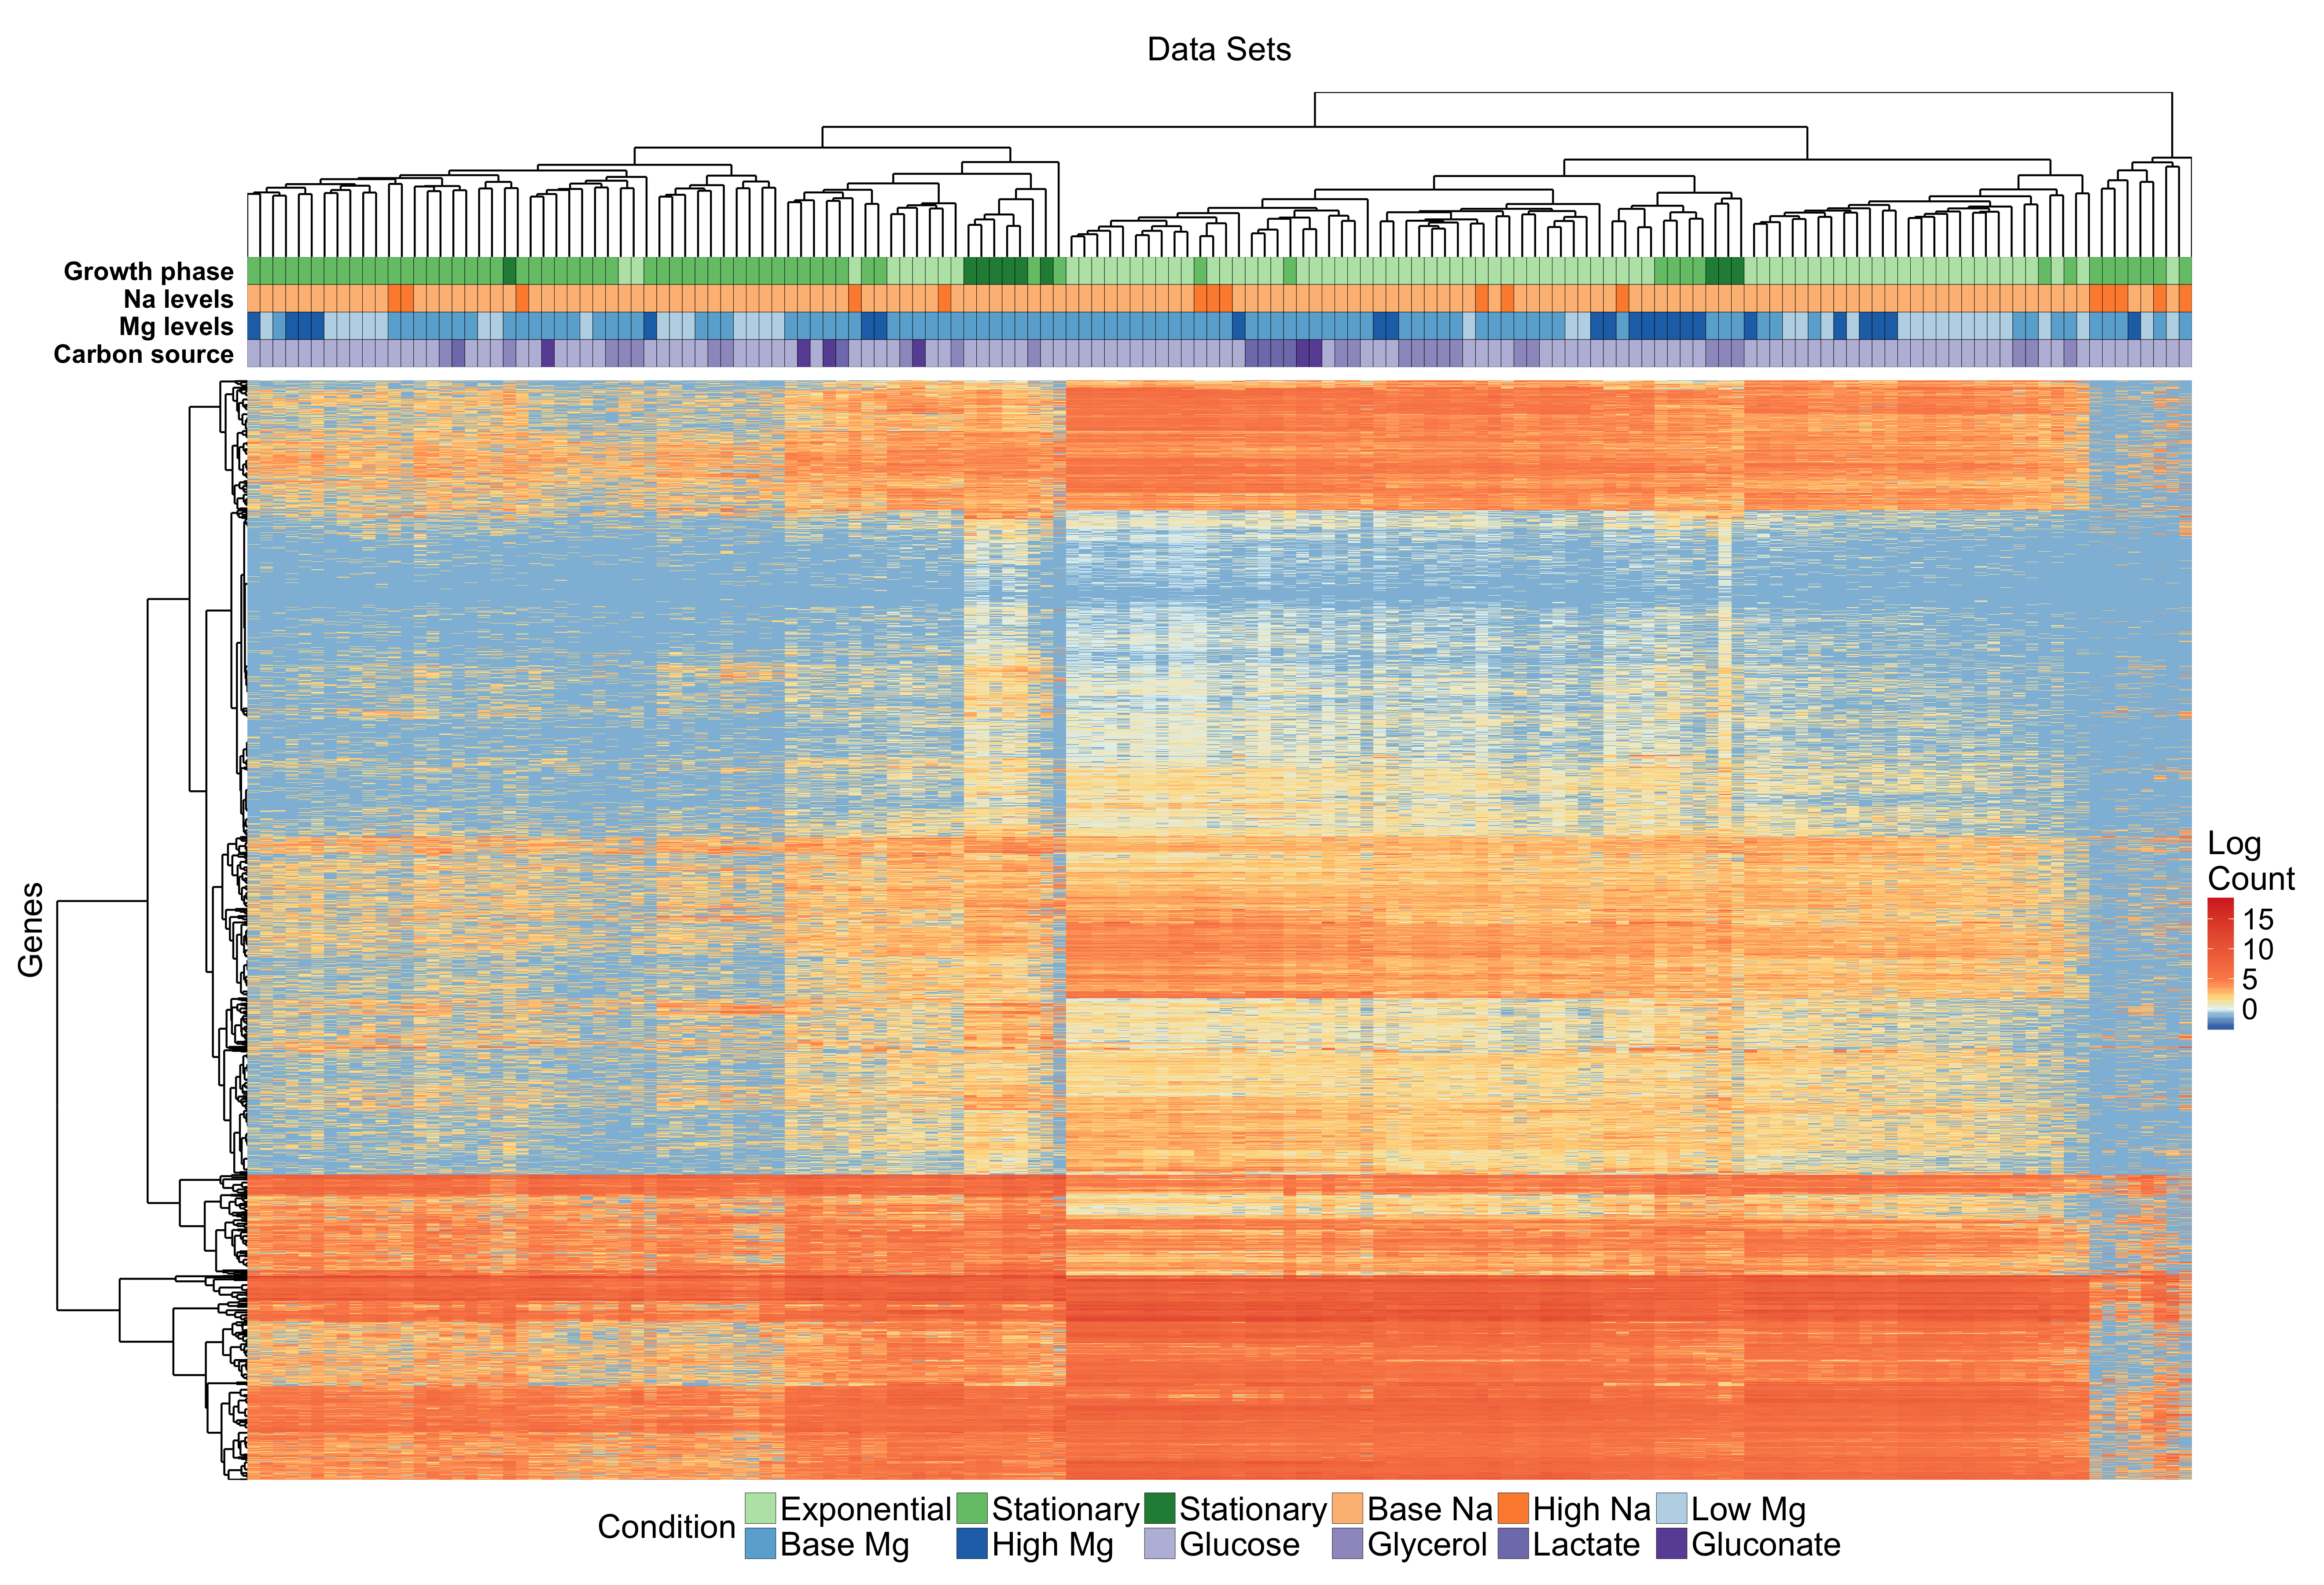 Data Sets
Growth phase
Na levels
Mg levels
Carbon source
Genes
Log
Count
15
10
5
0
Condition
Exponential Stationary Stationary Base Na High Na Low Mg
Base Mg High Mg Glucose Glycerol Lactate Gluconate